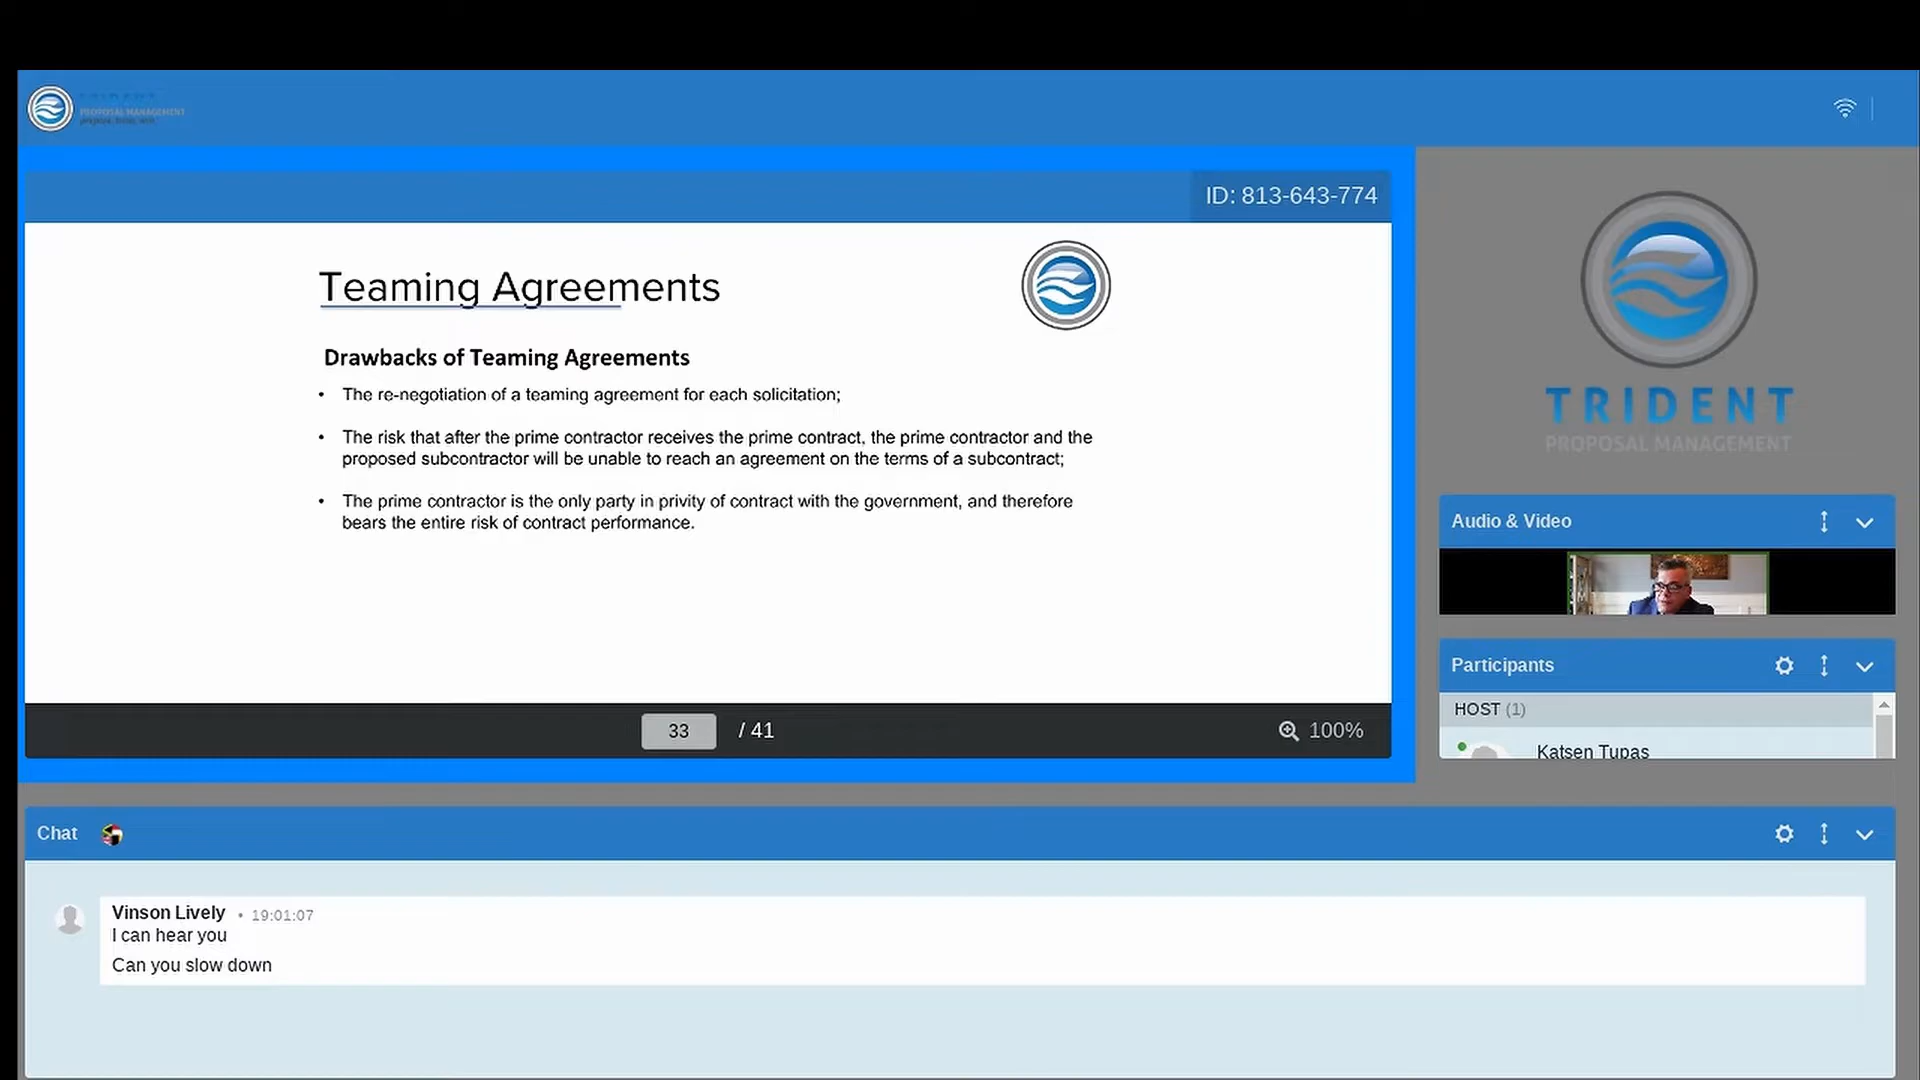 PROPOSAL MANAGEMENT
ID: 813-643-774
Teaming Agreements
Drawbacks of Teaming Agreements
• The re-negotiation of a teaming agreement for each solicitation;
• The risk that after the prime contractor receives the prime contract, the prime contractor and the
proposed subcontractor will be unable to reach an agreement on the terms of a subcontract;
• The prime contractor is the only party in privity of contract with the government, and therefore
bears the entire risk of contract performance.
33 / 41
100%
TRIDENT
PROPOSAL MANAGEMENT
Audio & Video
Participants
HOST (1)
Katsen Tupas
Chat
Vinson Lively • 19:01:07
I can hear you
Can you slow down